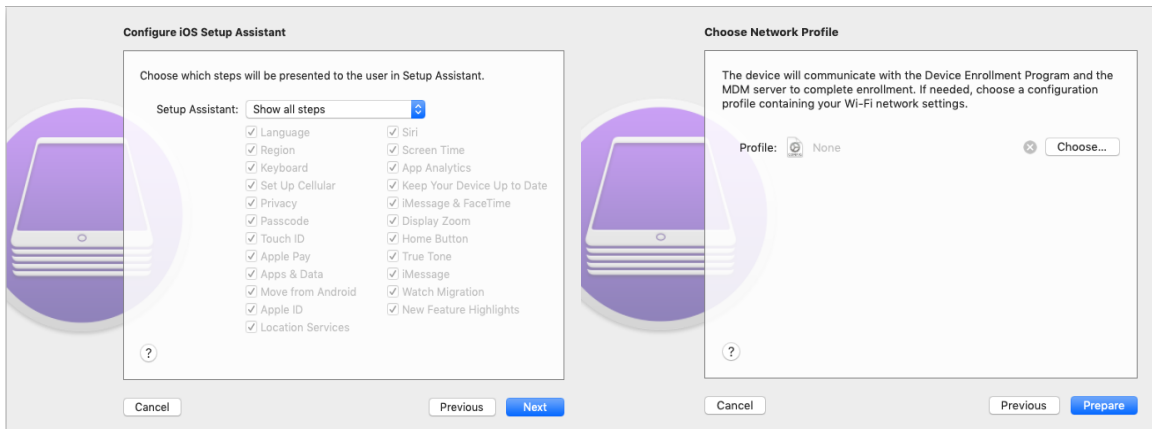 Configure iOS Setup Assistant
Choose which steps will be presented to the user in Setup Assistant.
Setup Assistant: Show all steps
Language
Region
Keyboard
Set Up Cellular
Privacy
Passcode
Touch ID
Apple Pay
Apps & Data
Move from Android
Apple ID
Location Services
Siri
Screen Time
App Analytics
Keep Your Device Up to Date
iMessage & FaceTime
Display Zoom
Home Button
True Tone
iMessage
Watch Migration
New Feature Highlights
?
Cancel
Previous
Next
Choose Network Profile
The device will communicate with the Device Enrollment Program and the
MDM server to complete enrollment. If needed, choose a configuration
profile containing your Wi-Fi network settings.
Profile: None
Choose...
?
Cancel
Previous
Prepare